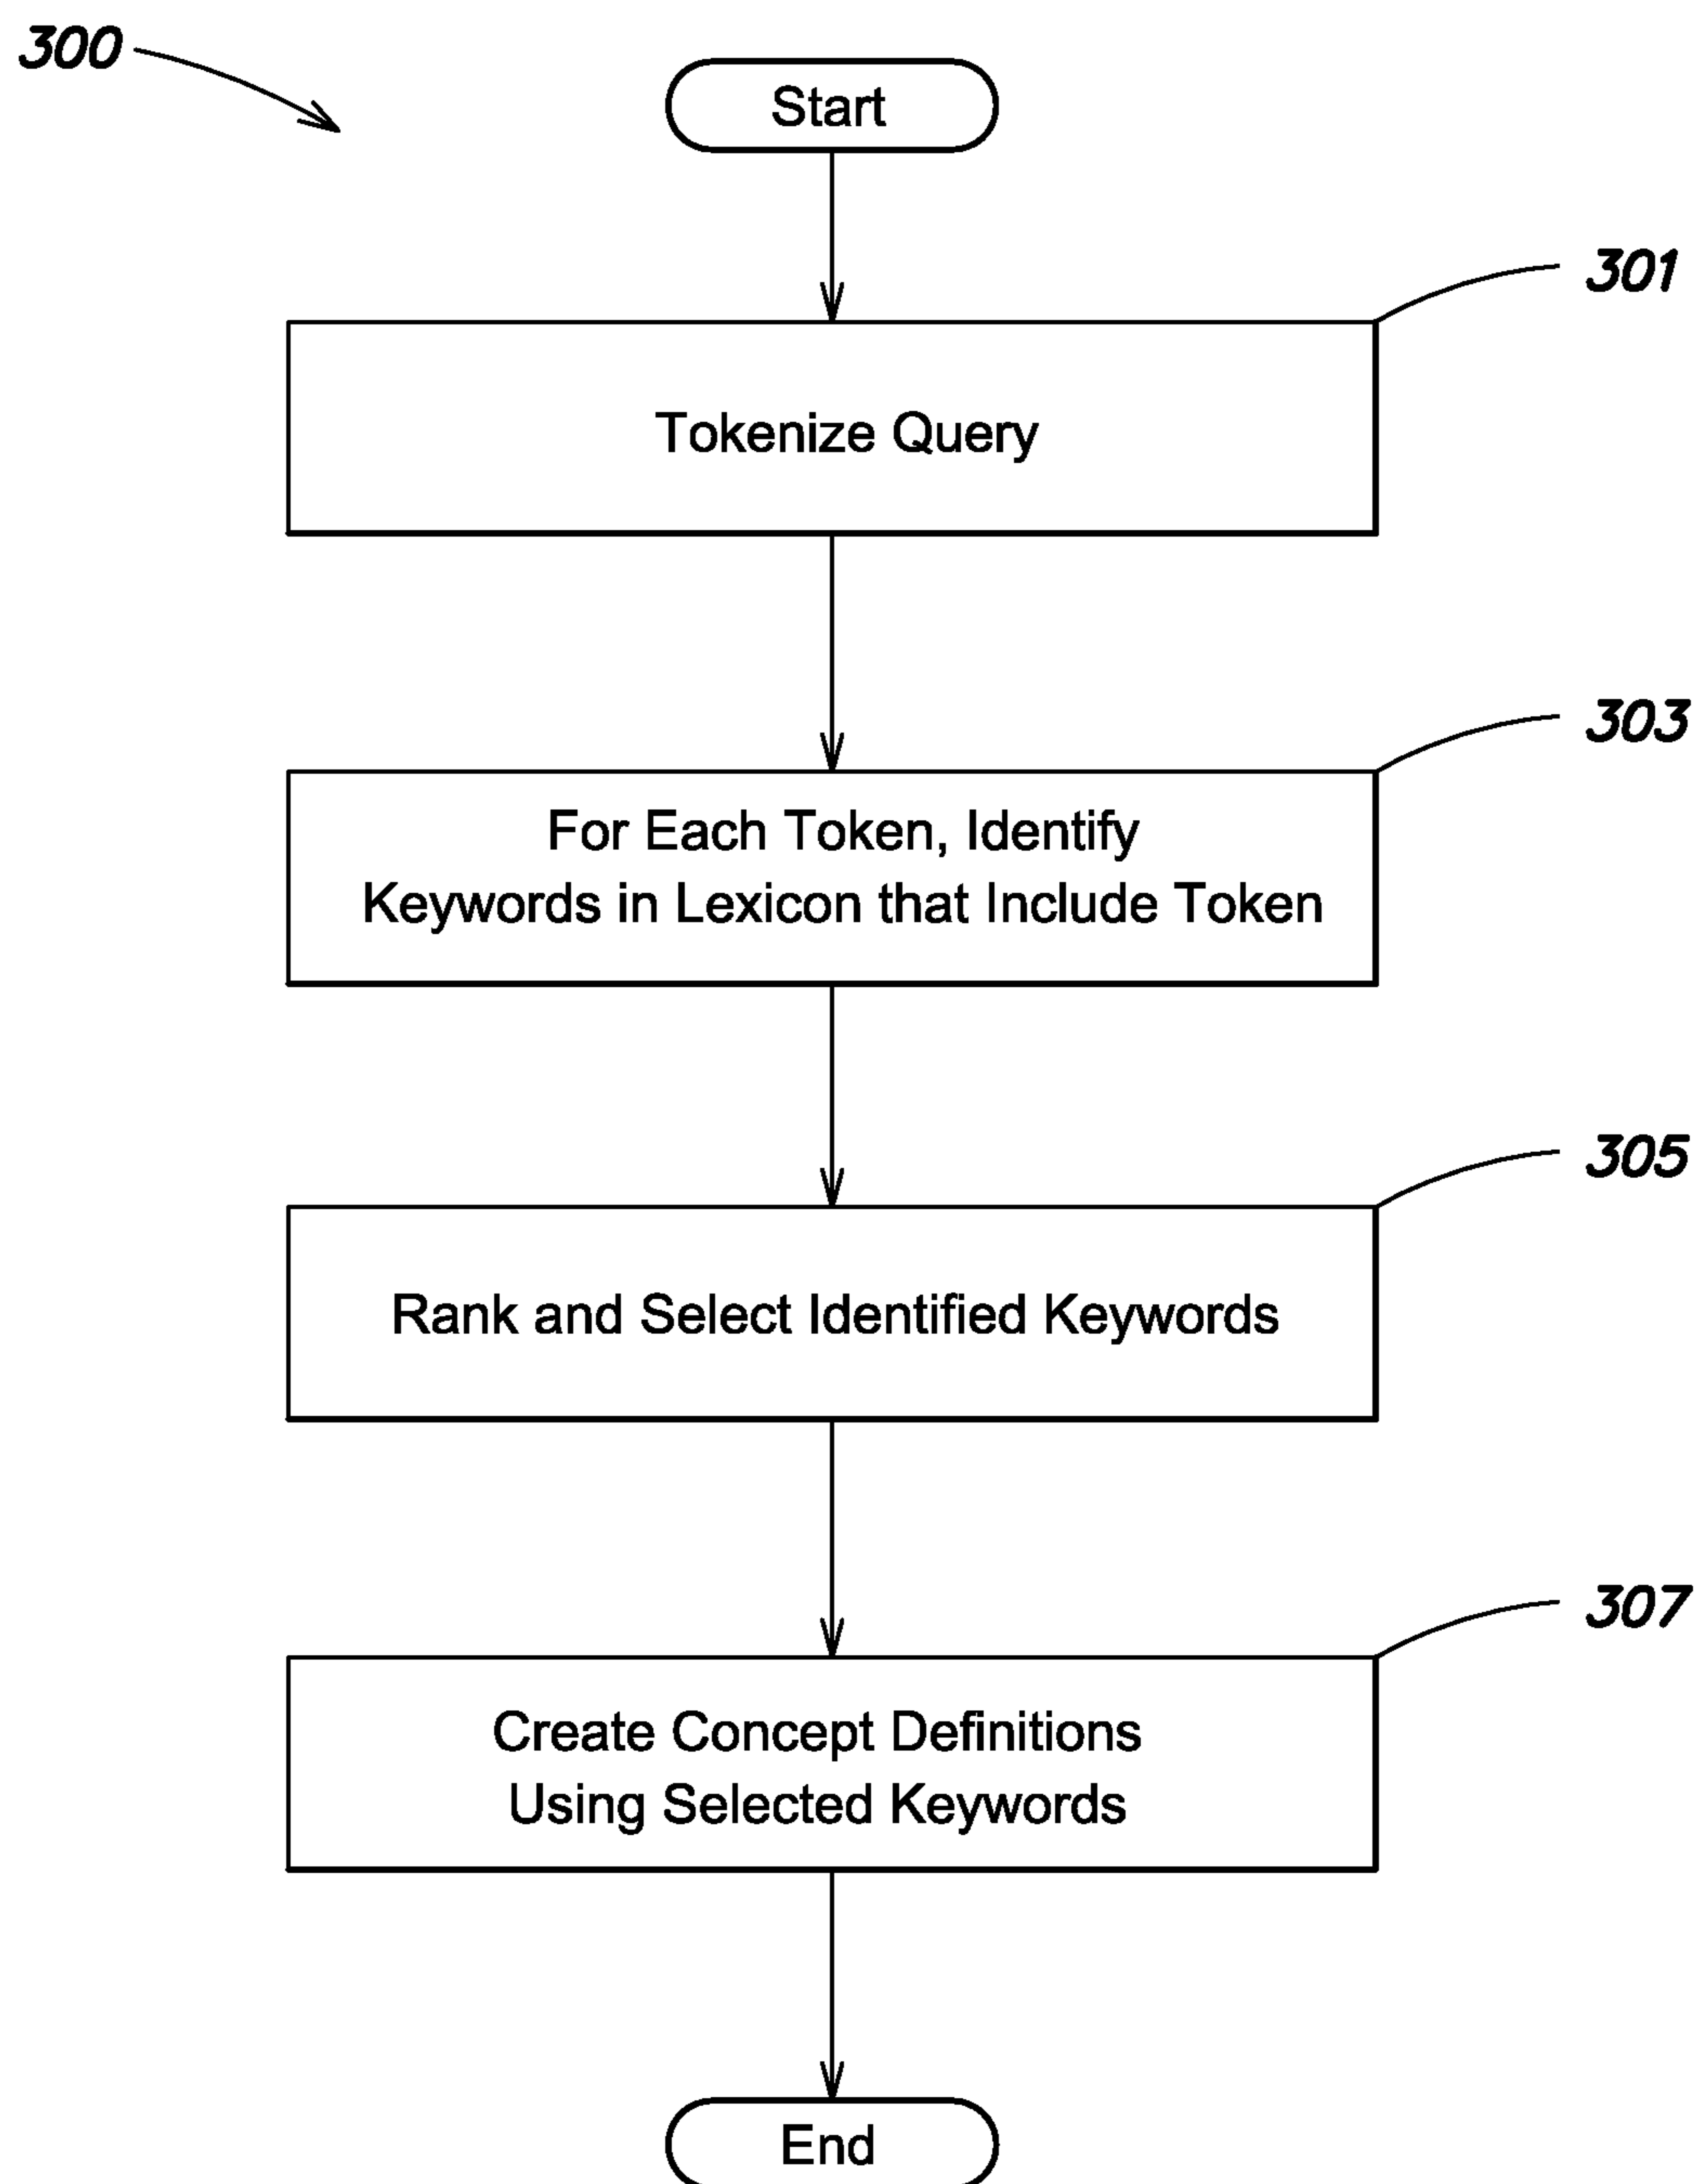 300
Start
301
Tokenize Query
303
For Each Token, Identify
Keywords in Lexicon that Include Token
305
Rank and Select Identified Keywords
307
Create Concept Definitions
Using Selected Keywords
End